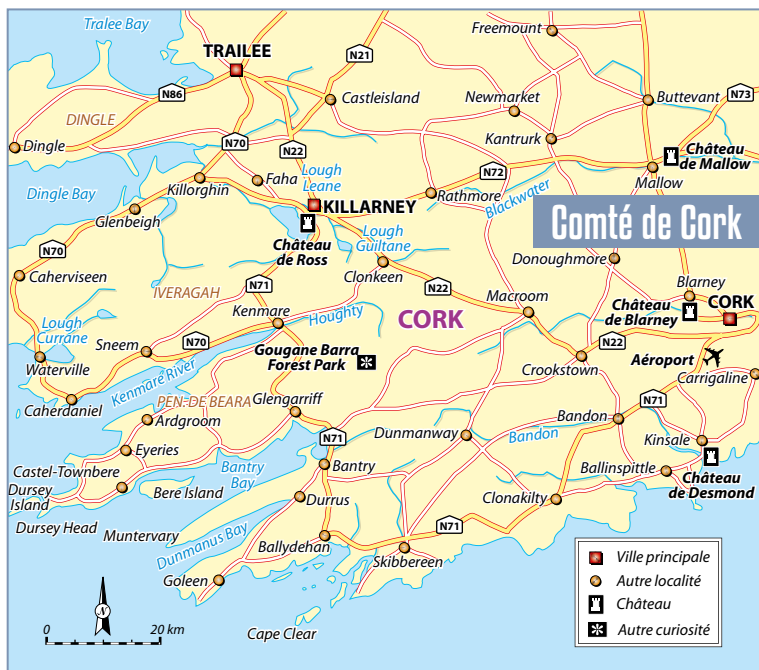 Tralee Bay
Freemount
TRAILEE
N21
N86
Castleisland
Newmarket
Buttevant
N73
DINGLE
Kantrurk
Dingle
N70
N22
Lough
Leane
Château
de Mallow
Faha
N72
Mallow
Dingle Bay
Killorghin
Rathmore
Blackwater
KILLARNEY
Glenbeigh
Comté de Cork
Château
de Ross
Lough
Guiltane
N70
Donoughmore
Clonkeen
Caherviseen
N71
N22
Blarney
IVERAGAH
Macroom
Château
de Blarney
CORK
Kenmare
Houghty
CORK
Lough
Currane
Sneem
N70
Gougane Barra
Forest Park
N22
Aéroport
Waterville
Kenmare River
Crookstown
Carrigaline
Caherdaniel
PEN. DE BEARA
Glengarriff
N71
Ardgroom
Bandon
N71
Dunmanway
Bandon
Kinsale
Eyeries
Bantry
Bay
Bantry
Ballinspittle
Castel-Townbere
Château
de Desmond
Dursey
Island
Bere Island
Durrus
Clonakilty
Dursey Head
Muntervary
N71
Dunmanus Bay
Ballydehan
Skibbereen
Goleen
Ville principale
Autre localité
N
Château
0 20 km
Cape Clear
Autre curiosité